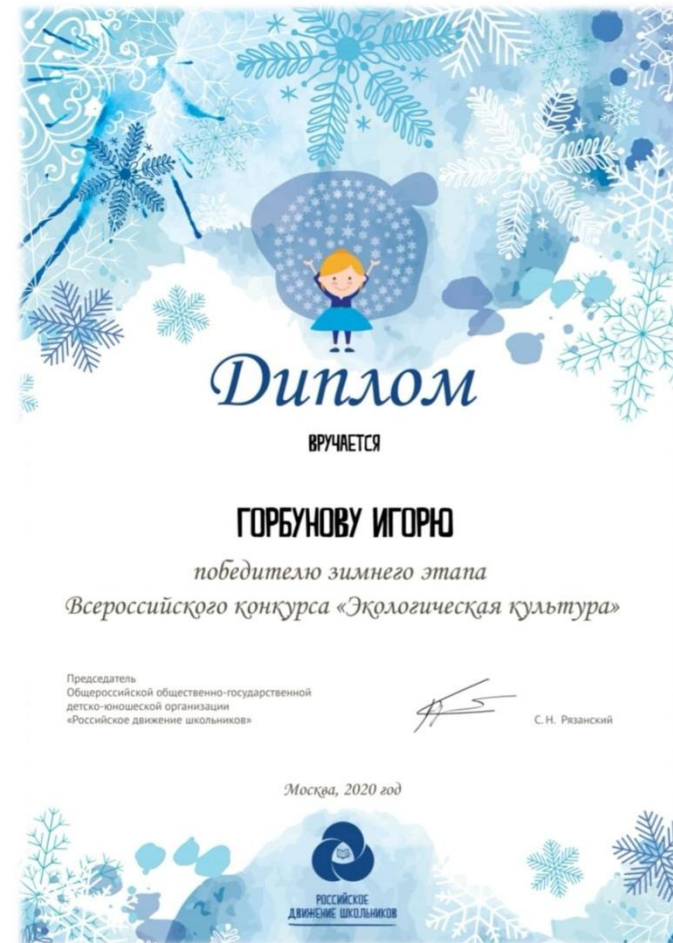 Диплом
ВРУЧАЕТСЯ
ГОРБУНОВУ ИГОРЮ
победителю зимнего этапа
Всероссийского конкурса «Экологическая культура»
Председатель
Общероссийской общественно-государственной
детско-юношеской организации
«Российское движение школьников»
С. Н. Рязанский
Москва, 2020 год
РОССИЙСКОЕ
ДВИЖЕНИЕ ШКОЛЬНИКОВ